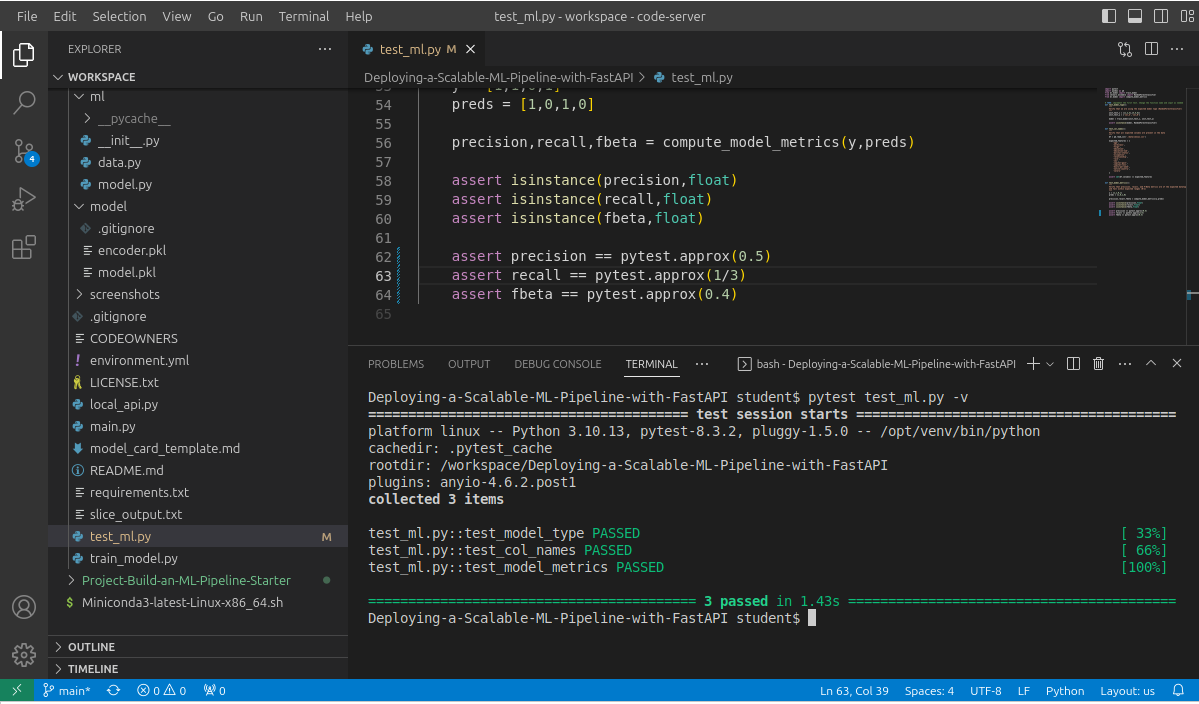 File Edit Selection View Go Run Terminal Help test_ml.py - workspace - code-server
EXPLORER
WORKSPACE
ml
__pycache__
__init__.py
data.py
model.py
model
.gitignore
encoder.pkl
model.pkl
screenshots
.gitignore
CODEOWNERS
environment.yml
LICENSE.txt
local_api.py
main.py
model_card_template.md
README.md
requirements.txt
slice_output.txt
test_ml.py M
train_model.py
Project-Build-an-ML-Pipeline-Starter
$ Miniconda3-latest-Linux-x86_64.sh
OUTLINE
TIMELINE
4
test_ml.py M
Deploying-a-Scalable-ML-Pipeline-with-FastAPI > test_ml.py
54 preds = [1,0,1,0]
55
56 precision,recall,fbeta = compute_model_metrics(y,preds)
57
58 assert isinstance(precision,float)
59 assert isinstance(recall,float)
60 assert isinstance(fbeta,float)
61
62 assert precision == pytest.approx(0.5)
63 assert recall == pytest.approx(1/3)
64 assert fbeta == pytest.approx(0.4)
65
PROBLEMS OUTPUT DEBUG CONSOLE TERMINAL bash - Deploying-a-Scalable-ML-Pipeline-with-FastAPI
Deploying-a-Scalable-ML-Pipeline-with-FastAPI student$ pytest test_ml.py -v
======================================== test session starts ========================================
platform linux -- Python 3.10.13, pytest-8.3.2, pluggy-1.5.0 -- /opt/venv/bin/python
cachedir: .pytest_cache
rootdir: /workspace/Deploying-a-Scalable-ML-Pipeline-with-FastAPI
plugins: anyio-4.6.2.post1
collected 3 items
test_ml.py::test_model_type PASSED [ 33%]
test_ml.py::test_col_names PASSED [ 66%]
test_ml.py::test_model_metrics PASSED [100%]
========================================= 3 passed in 1.43s =========================================
Deploying-a-Scalable-ML-Pipeline-with-FastAPI student$
main* 0 0 0 Ln 63, Col 39 Spaces: 4 UTF-8 LF Python Layout: us